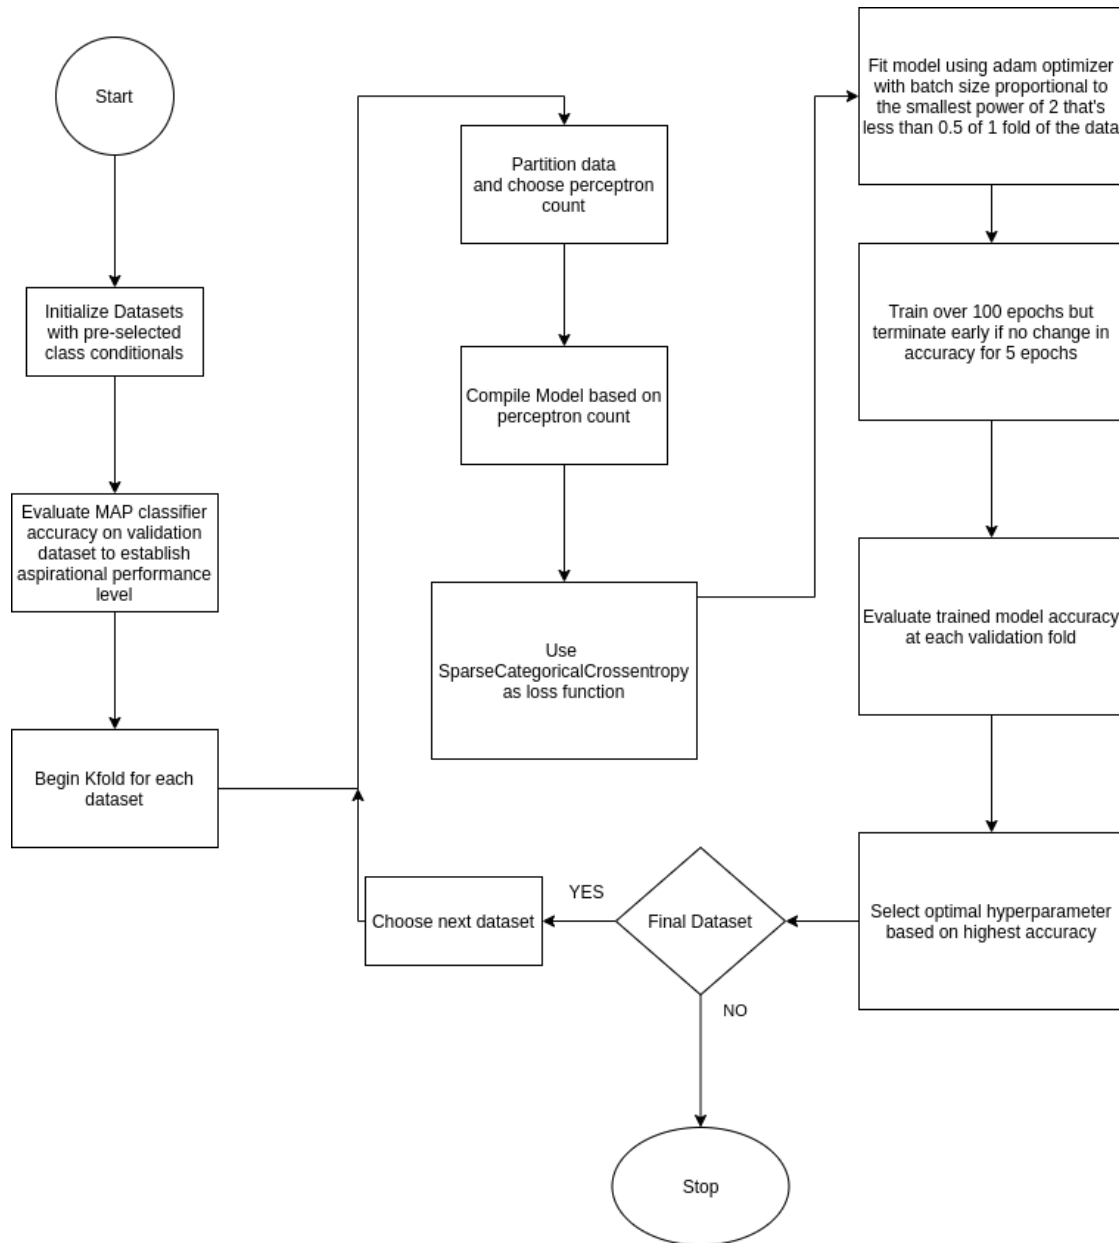 Start
Initialize Datasets
with pre-selected
class conditionals
Evaluate MAP classifier
accuracy on validation
dataset to establish
aspirational performance
level
Begin Kfold for each
dataset
Partition data
and choose perceptron
count
Compile Model based on
perceptron count
Use
SparseCategoricalCrossentropy
as loss function
Fit model using adam optimizer
with batch size proportional to
the smallest power of 2 that's
less than 0.5 of 1 fold of the data
Train over 100 epochs but
terminate early if no change in
accuracy for 5 epochs
Evaluate trained model accuracy
at each validation fold
Select optimal hyperparameter
based on highest accuracy
Final Dataset
YES
Choose next dataset
NO
Stop